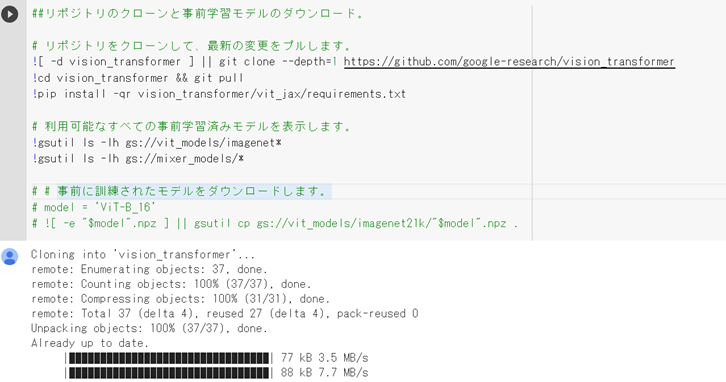 ##リポジトリのクローンと事前学習モデルのダウンロード。
# リポジトリをクローンして、最新の変更をプルします。
![ -d vision_transformer ] || git clone --depth=1 https://github.com/google-research/vision_transformer
!cd vision_transformer && git pull
!pip install -qr vision_transformer/vit_jax/requirements.txt
# 利用可能なすべての事前学習済みモデルを表示します。
!gsutil ls -lh gs://vit_models/imagenet*
!gsutil ls -lh gs://mixer_models/*
# # 事前に訓練されたモデルをダウンロードします。
# model = 'ViT-B_16'
# ![ -e "$model".npz ] || gsutil cp gs://vit_models/imagenet21k/"$model".npz .
Cloning into 'vision_transformer'...
remote: Enumerating objects: 37, done.
remote: Counting objects: 100% (37/37), done.
remote: Compressing objects: 100% (31/31), done.
remote: Total 37 (delta 4), reused 27 (delta 4), pack-reused 0
Unpacking objects: 100% (37/37), done.
Already up to date.
|████████████████████████████████| 77 kB 3.5 MB/s
|████████████████████████████████| 88 kB 7.7 MB/s